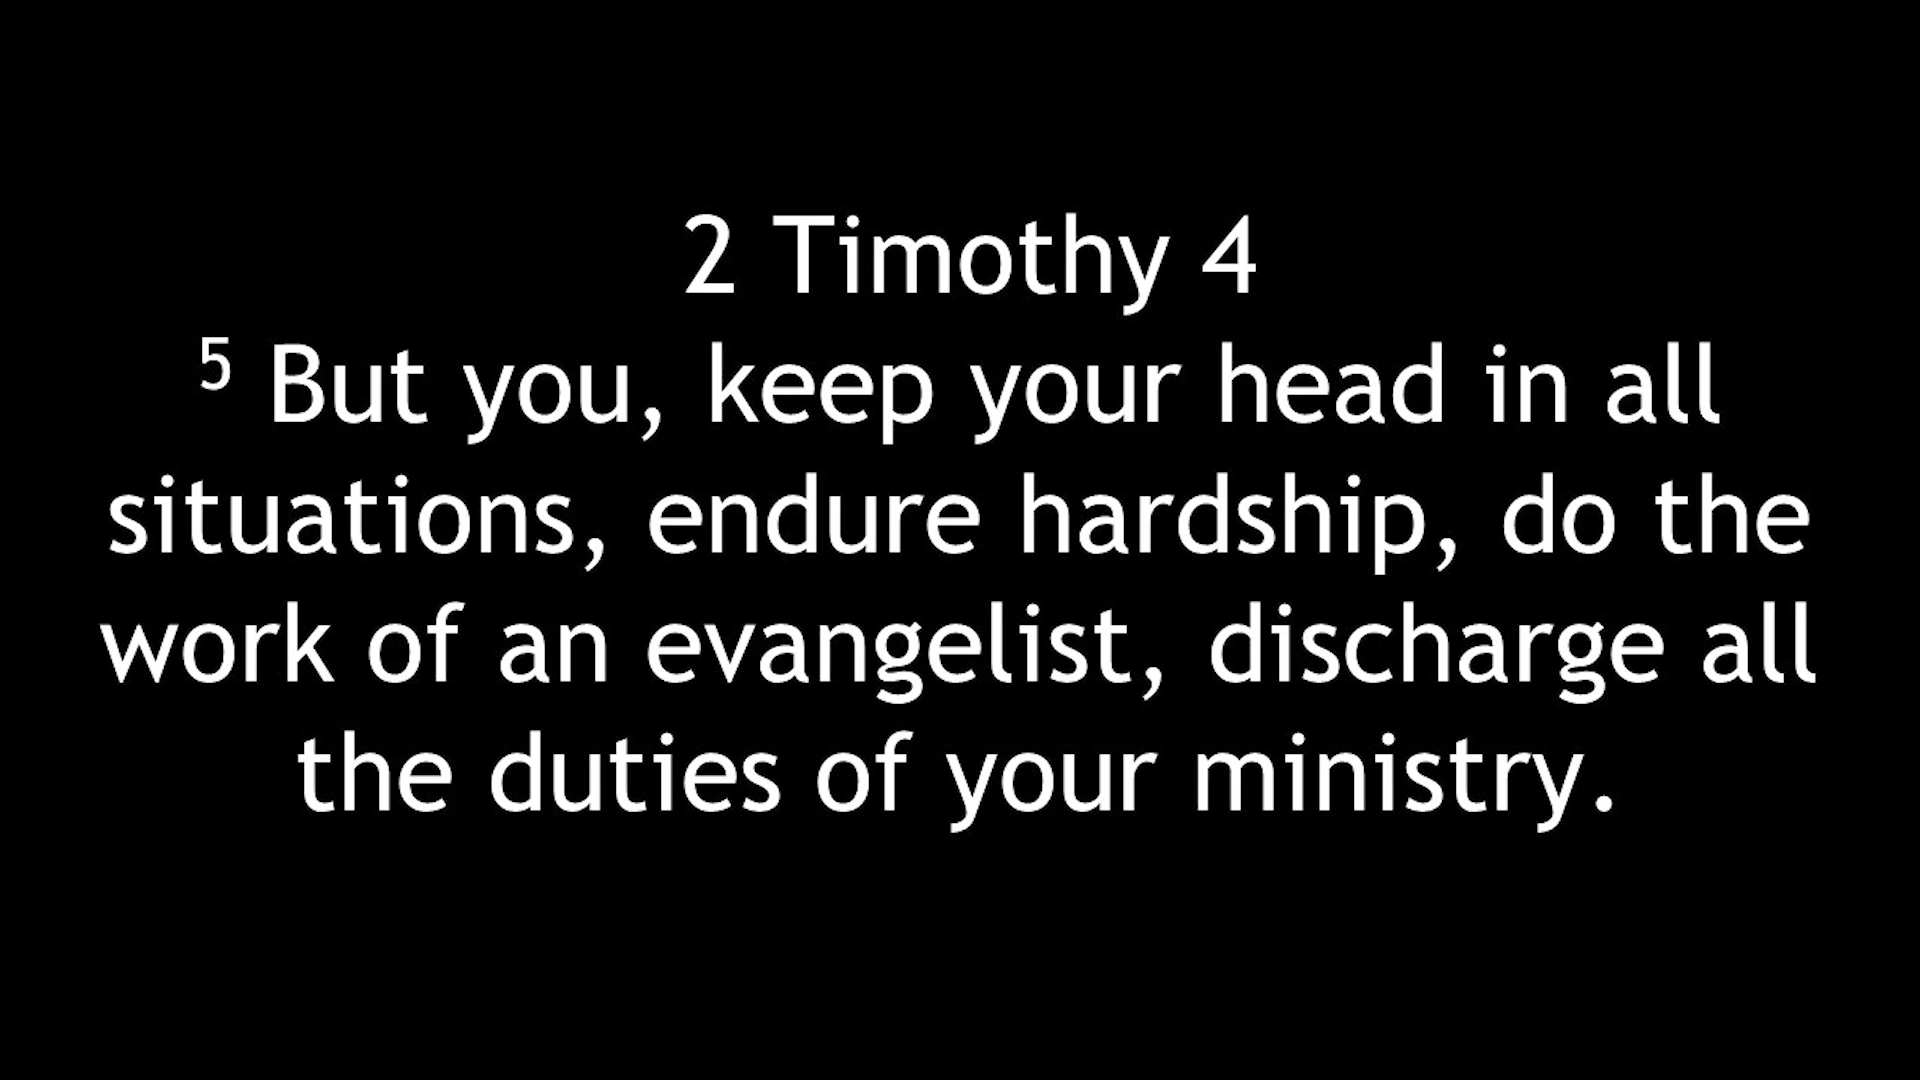 2 Timothy 4
5 But you, keep your head in all
situations, endure hardship, do the
work of an evangelist, discharge all
the duties of your ministry.